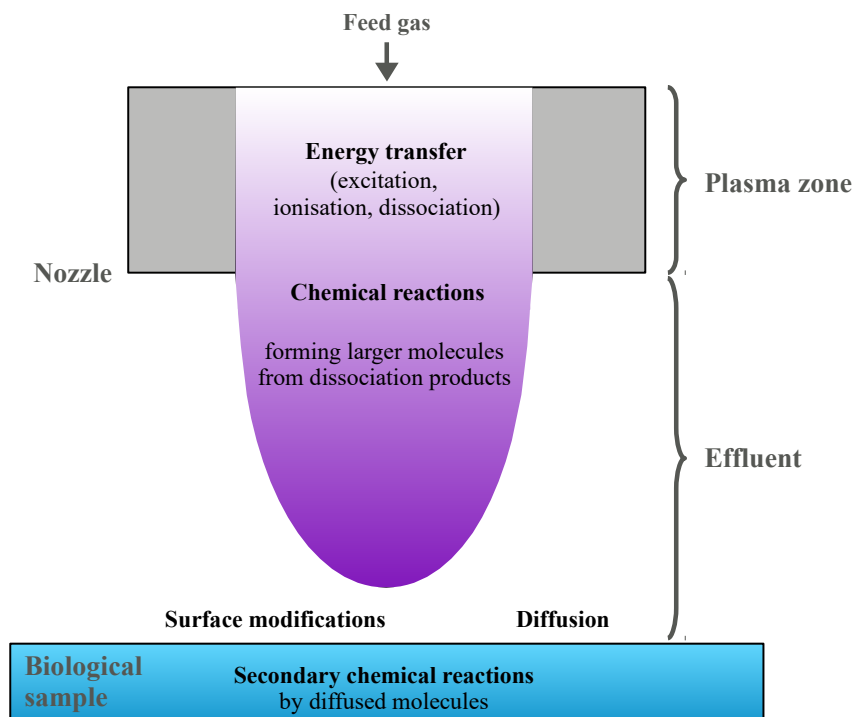 Feed gas
Energy transfer
(excitation,
ionisation, dissociation)
Plasma zone
Nozzle
Chemical reactions
forming larger molecules
from dissociation products
Effluent
Surface modifications
Diffusion
Biological
sample
Secondary chemical reactions
by diffused molecules